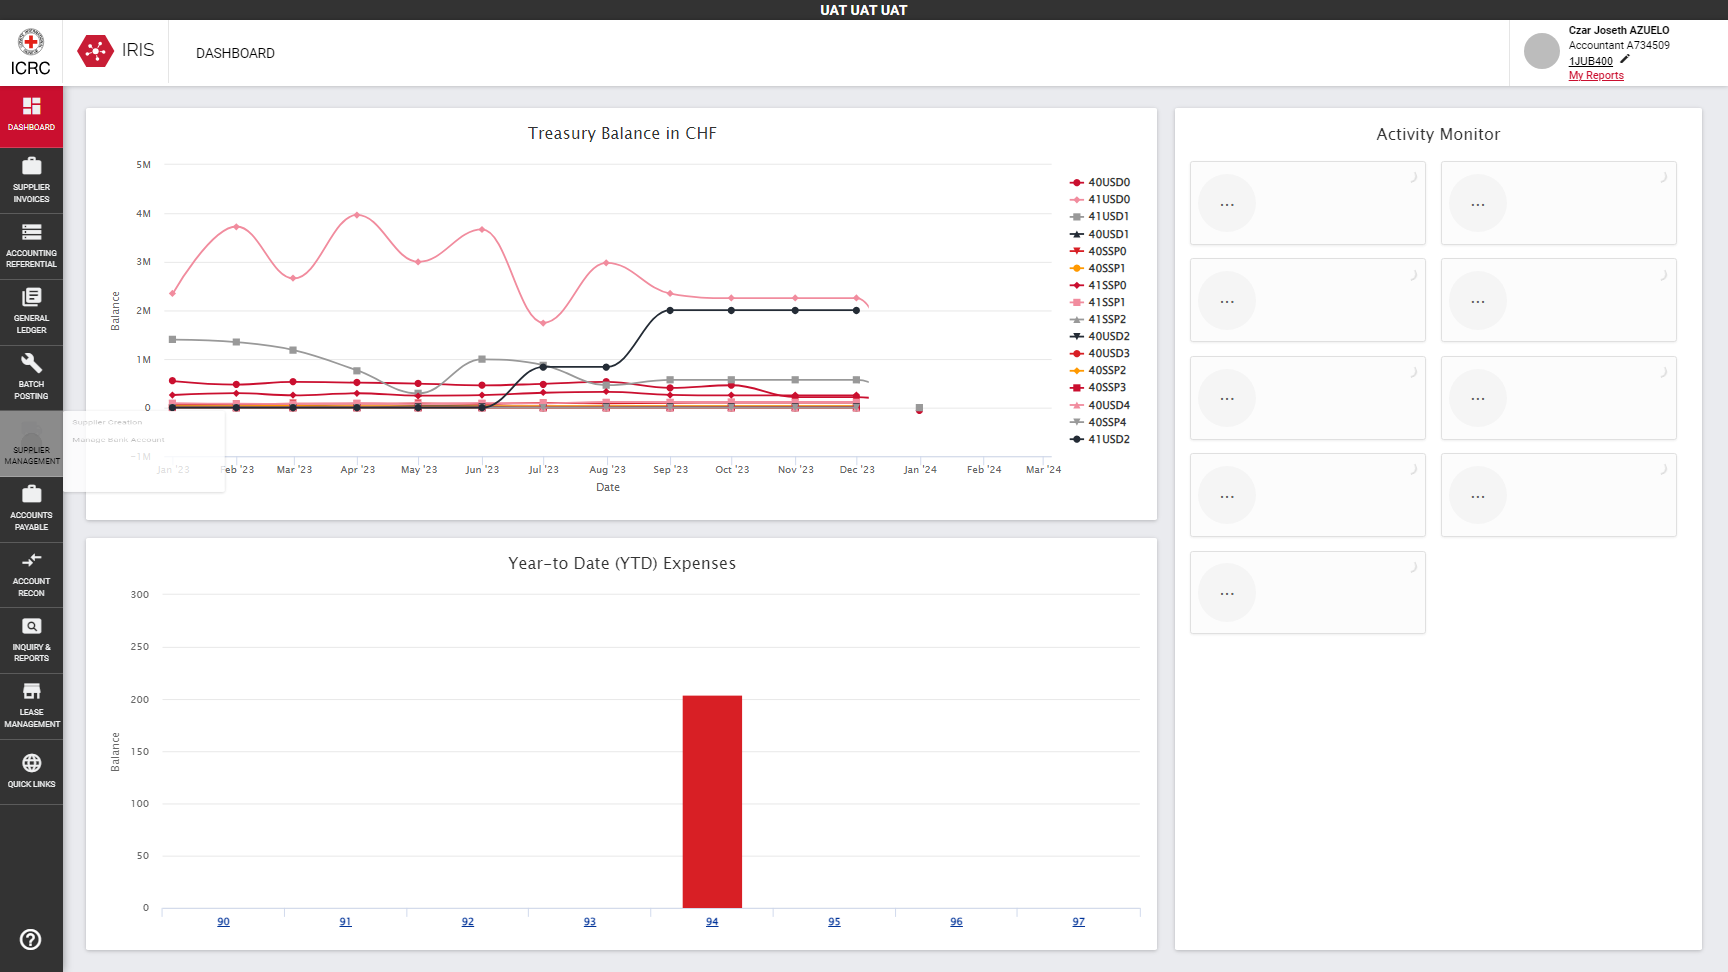 UAT UAT UAT
ICRC
IRIS
DASHBOARD
Czar Joseth AZUELO
Accountant A734509
1JUB400
My Reports
DASHBOARD
SUPPLIER
INVOICES
ACCOUNTING
REFERENTIAL
GENERAL
LEDGER
BATCH
POSTING
SUPPLIER
MANAGEMENT
Supplier Creation
Manage Bank Account
ACCOUNTS
PAYABLE
ACCOUNT
RECON
INQUIRY &
REPORTS
LEASE
MANAGEMENT
QUICK LINKS
Treasury Balance in CHF
Balance
5M
4M
3M
2M
1M
0
-1M
Jan '23
Feb '23
Mar '23
Apr '23
May '23
Jun '23
Jul '23
Aug '23
Sep '23
Oct '23
Nov '23
Dec '23
Jan '24
Feb '24
Mar '24
Date
40USD0
41USD0
41USD1
40USD1
40SSP0
40SSP1
41SSP0
41SSP1
41SSP2
40USD2
40USD3
40SSP2
40SSP3
40USD4
40SSP4
41USD2
Year-to Date (YTD) Expenses
Balance
300
250
200
150
100
50
0
90
91
92
93
94
95
96
97
Activity Monitor
...
...
...
...
...
...
...
...
...